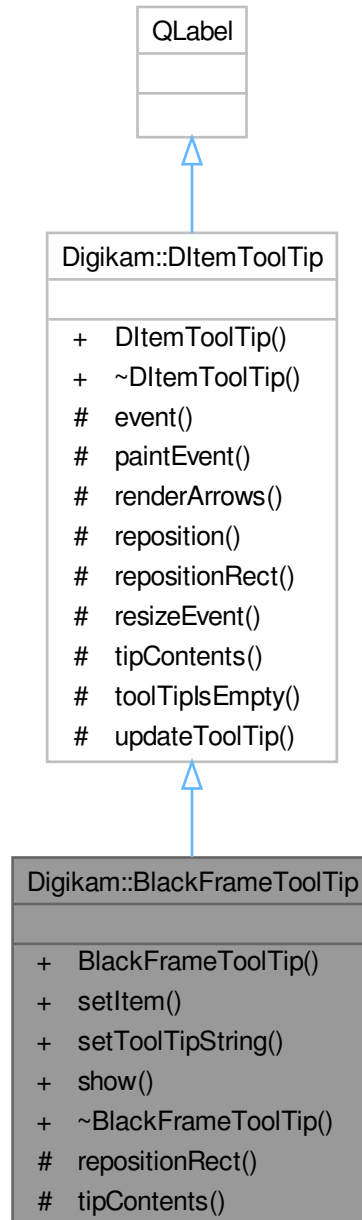 QLabel
Digikam::DItemToolTip
+ DItemToolTip()
+ ~DItemToolTip()
# event()
# paintEvent()
# renderArrows()
# reposition()
# repositionRect()
# resizeEvent()
# tipContents()
# toolTipIsEmpty()
# updateToolTip()
Digikam::BlackFrameToolTip
+ BlackFrameToolTip()
+ setItem()
+ setToolTipString()
+ show()
+ ~BlackFrameToolTip()
# repositionRect()
# tipContents()